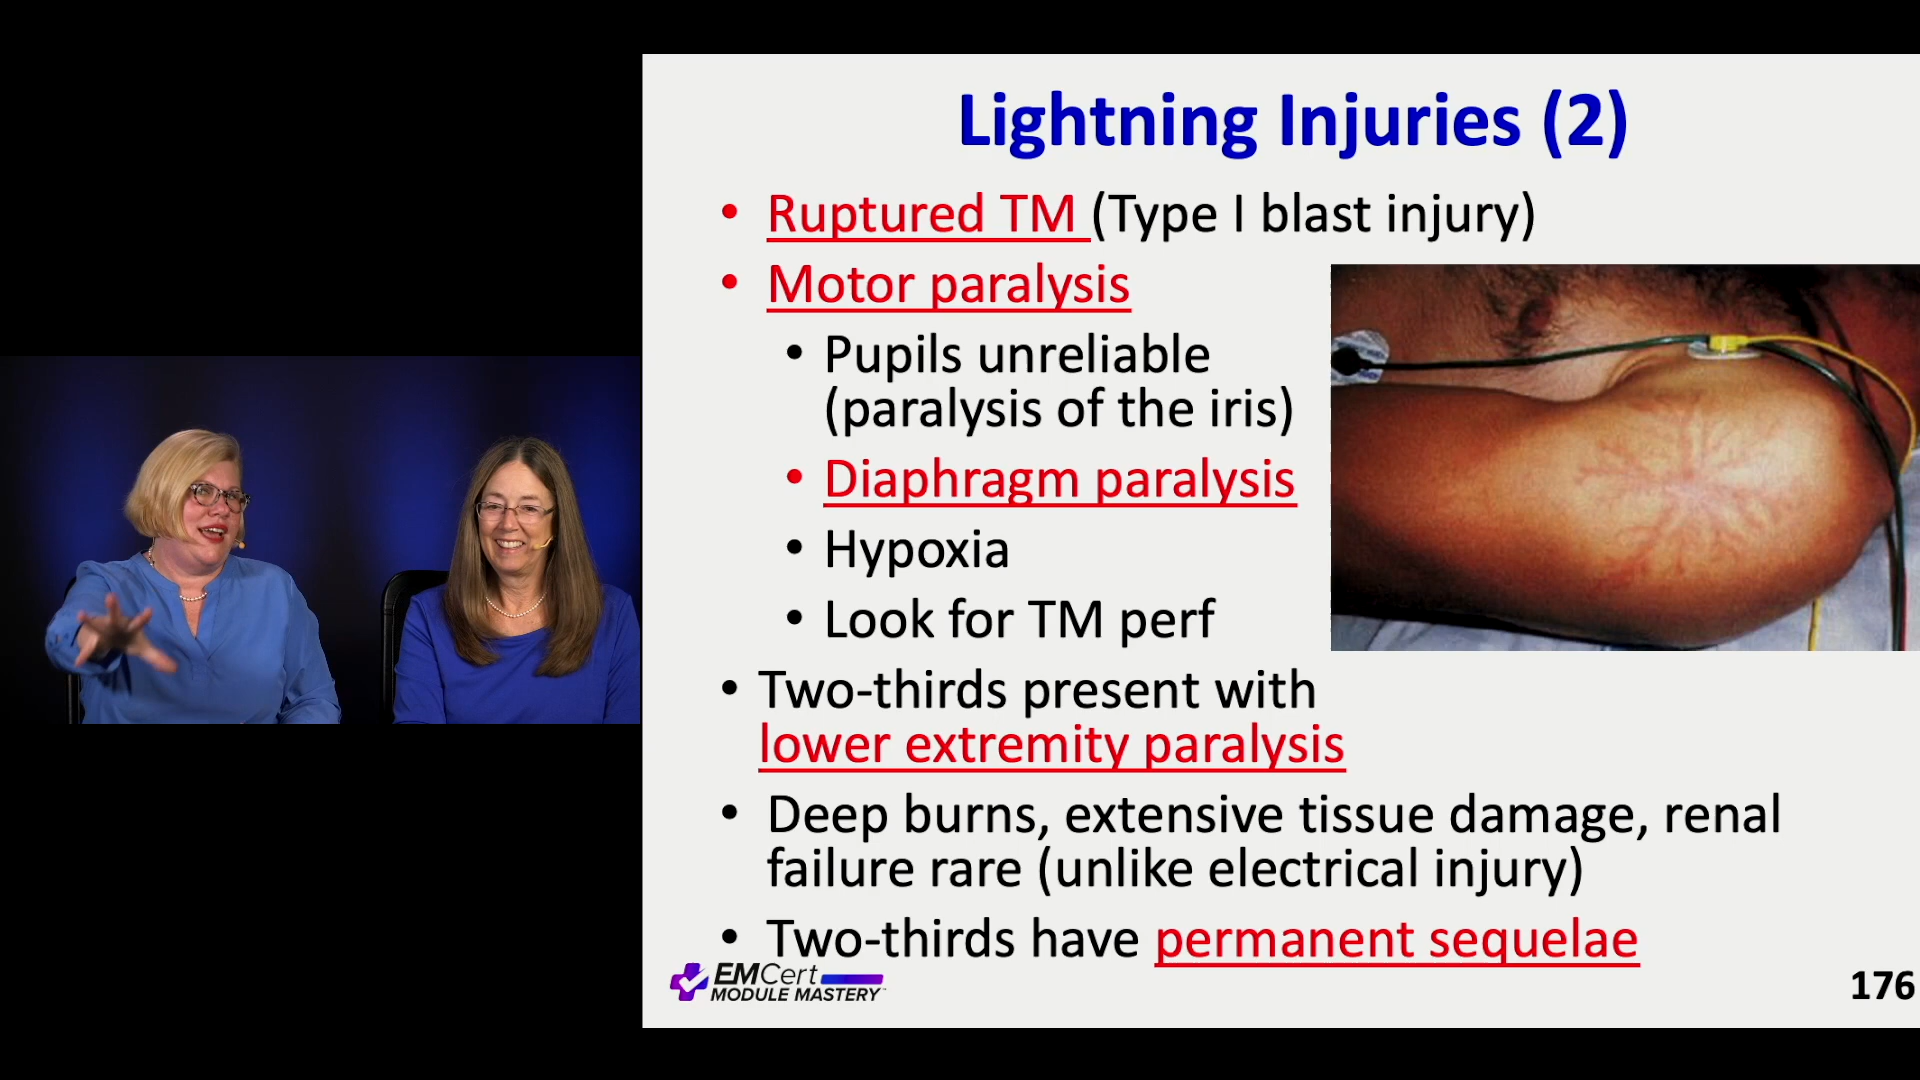 Lightning Injuries (2)
• Ruptured TM (Type I blast injury)
• Motor paralysis
• Pupils unreliable
(paralysis of the iris)
• Diaphragm paralysis
• Hypoxia
• Look for TM perf
• Two-thirds present with
lower extremity paralysis
• Deep burns, extensive tissue damage, renal
failure rare (unlike electrical injury)
• Two-thirds have permanent sequelae
EMCert
MODULE MASTERY™
176